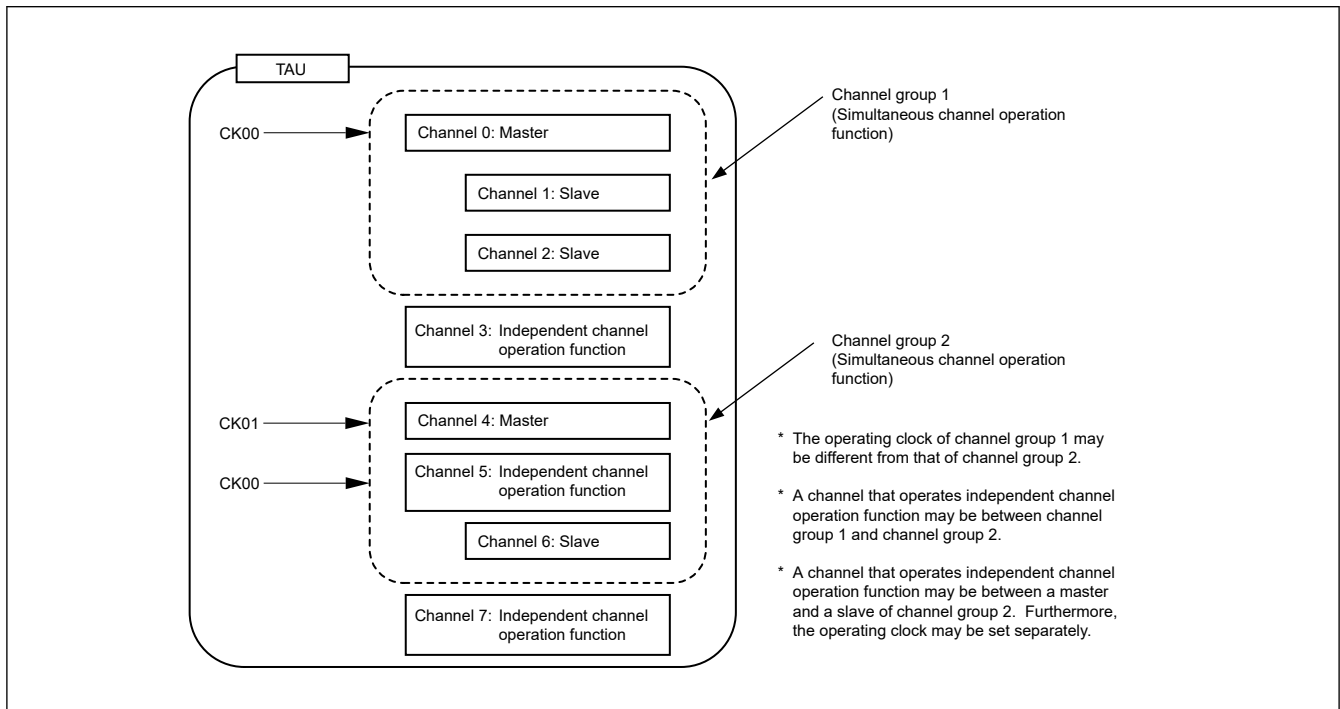 TAU
CK00
Channel 0: Master
Channel 1: Slave
Channel 2: Slave
Channel group 1
(Simultaneous channel operation
function)
Channel 3: Independent channel
operation function
Channel group 2
(Simultaneous channel operation
function)
CK01
Channel 4: Master
CK00
Channel 5: Independent channel
operation function
Channel 6: Slave
Channel 7: Independent channel
operation function
* The operating clock of channel group 1 may
be different from that of channel group 2.
* A channel that operates independent channel
operation function may be between channel
group 1 and channel group 2.
* A channel that operates independent channel
operation function may be between a master
and a slave of channel group 2. Furthermore,
the operating clock may be set separately.